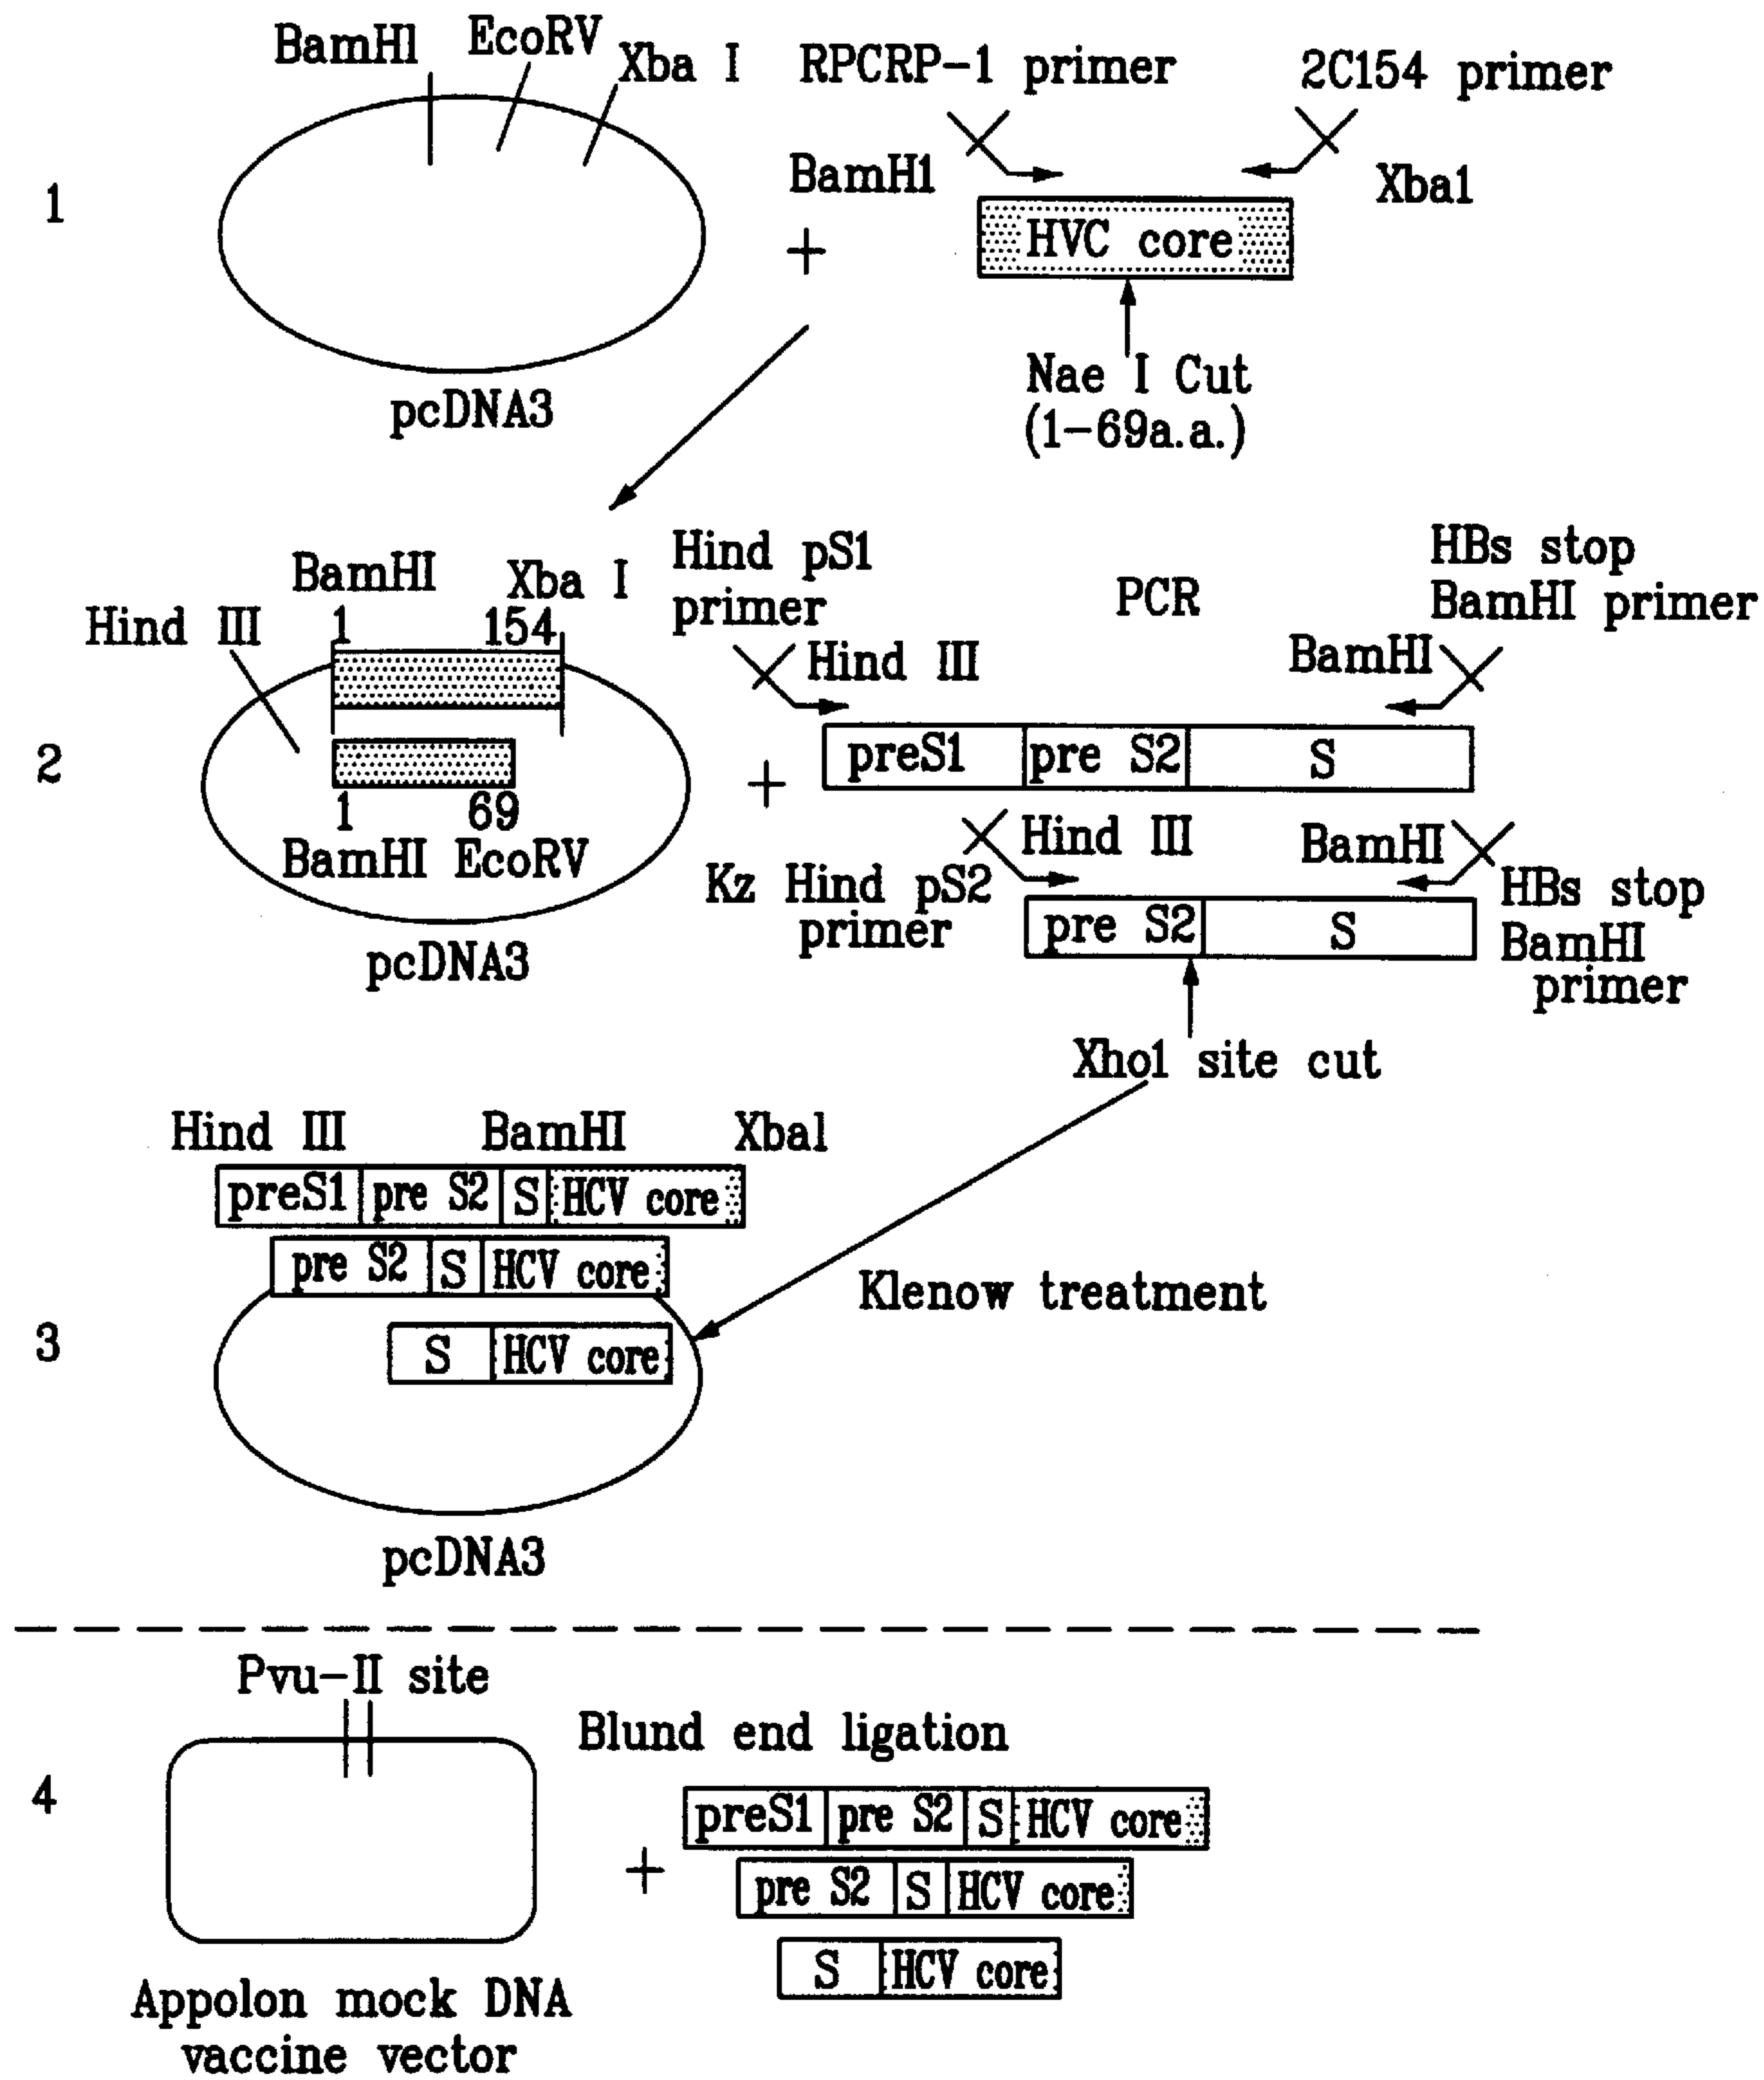 BamHI EcoRV Xba I RPCRP-1 primer 2C154 primer
1
BamH1 Xba1
+ HVC core
Nae I Cut
(1-69a.a.)
pcDNA3
Hind III
BamHI Xba I
1 154
Hind pS1
primer
PCR
HBs stop
BamHI primer
Hind III BamHI
2
preS1 pre S2 S
+
1 69
BamHI EcoRV
pcDNA3
Hind III BamHI
Kz Hind pS2
primer
HBs stop
BamHI
primer
pre S2 S
Xho1 site cut
Hind III BamHI Xba1
preS1 pre S2 S HCV core
pre S2 S HCV core
3
S HCV core
Klenow treatment
pcDNA3
Pvu-II site
Blund end ligation
4
preS1 pre S2 S HCV core
+
pre S2 S HCV core
S HCV core
Appolon mock DNA
vaccine vector